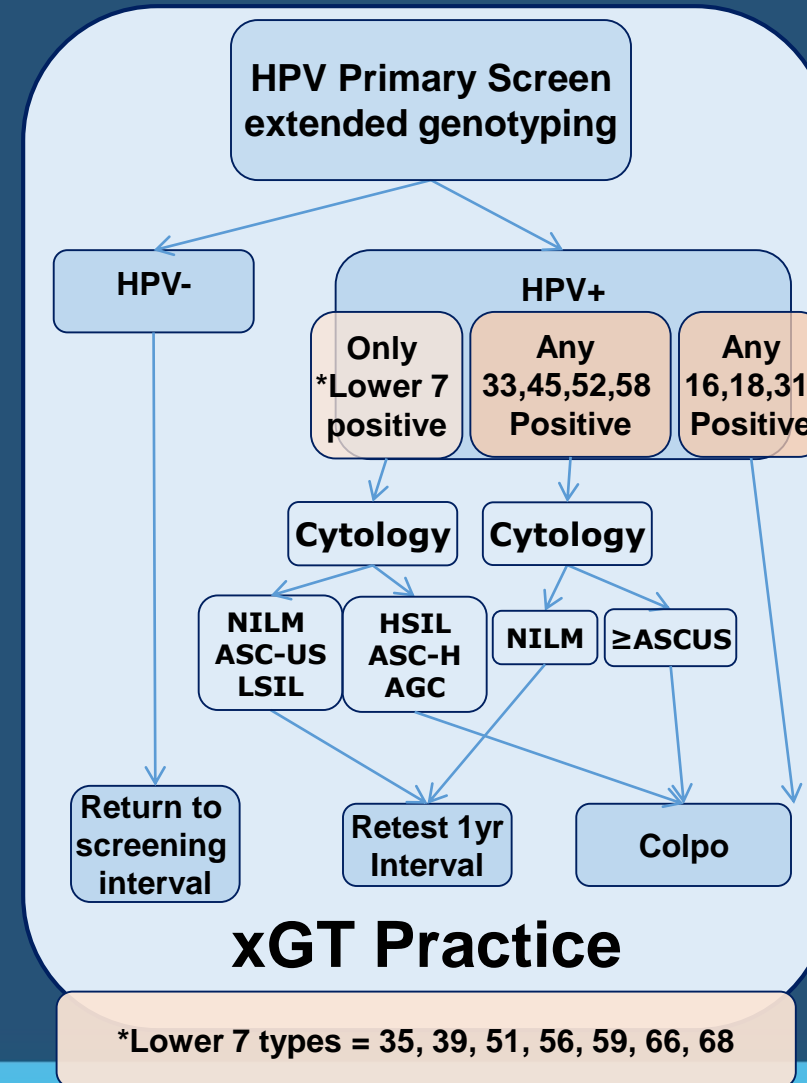 HPV Primary Screen
extended genotyping
HPV-
HPV+
Only
*Lower 7
positive
Any
33,45,52,58
Positive
Any
16,18,31
Positive
Cytology
Cytology
NILM
ASC-US
LSIL
HSIL
ASC-H
AGC
NILM
≥ASCUS
Return to
screening
interval
Retest 1yr
Interval
Colpo
xGT Practice
*Lower 7 types = 35, 39, 51, 56, 59, 66, 68